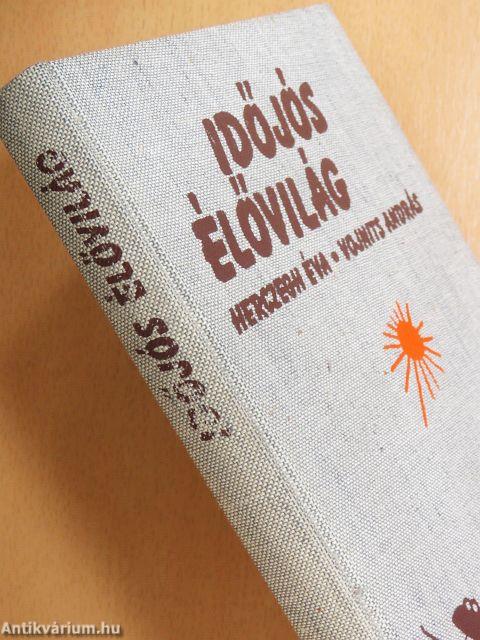 IDŐJÓS
ÉLŐVILÁG
HERCZEGH ÉVA • VOJNITS ANDRÁS
IDŐJÓS ÉLŐVILÁG
Antikvárium.hu